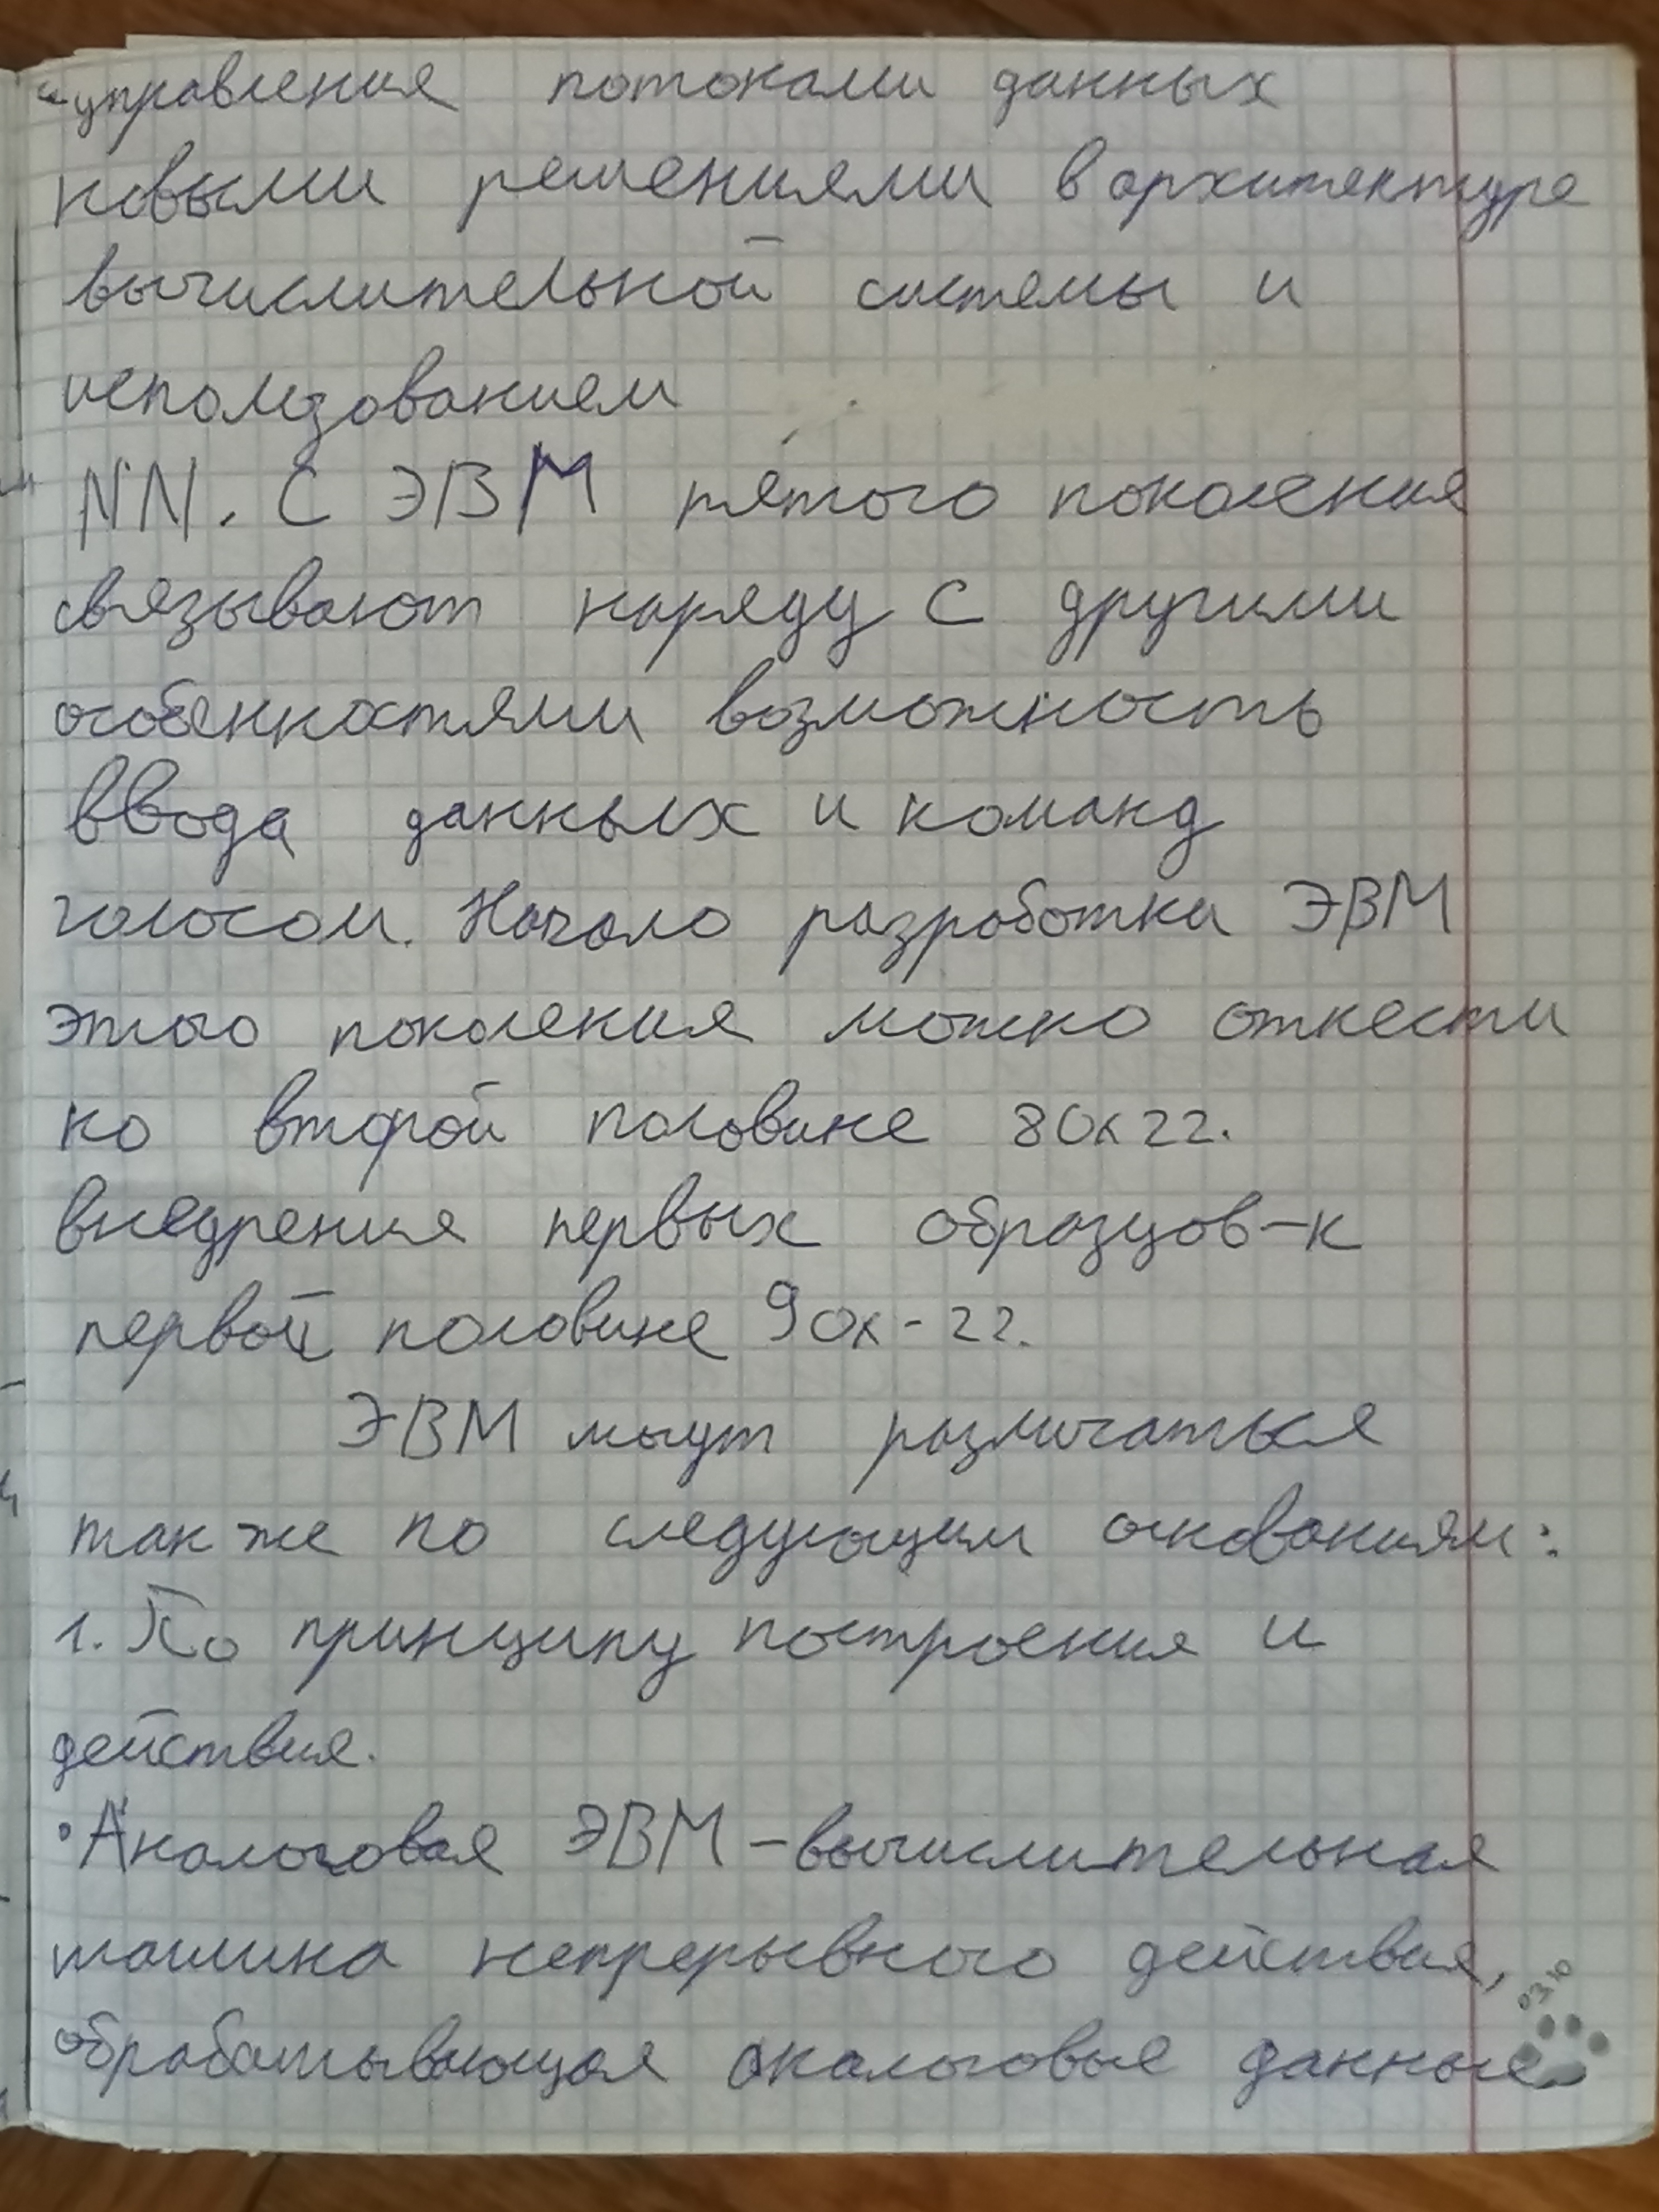 управления потоками данных
новыми решениями в архитектуре
вычислительной системы и
использованием
NN. С ЭВМ пятого поколения
связывают наряду с другими
особенностями возможность
ввода данных и команд
голосом. Начало разработки ЭВМ
этого поколения можно отнести
ко второй половине 80х гг.
внедрения первых образцов-к
первой половине 90х-гг.
ЭВМ могут различаться
также по следующим основаниям:
1. По принципу построения и
действия.
•Аналоговая ЭВМ-вычислительная
машина непрерывного действия,
обрабатывающая аналоговые данные